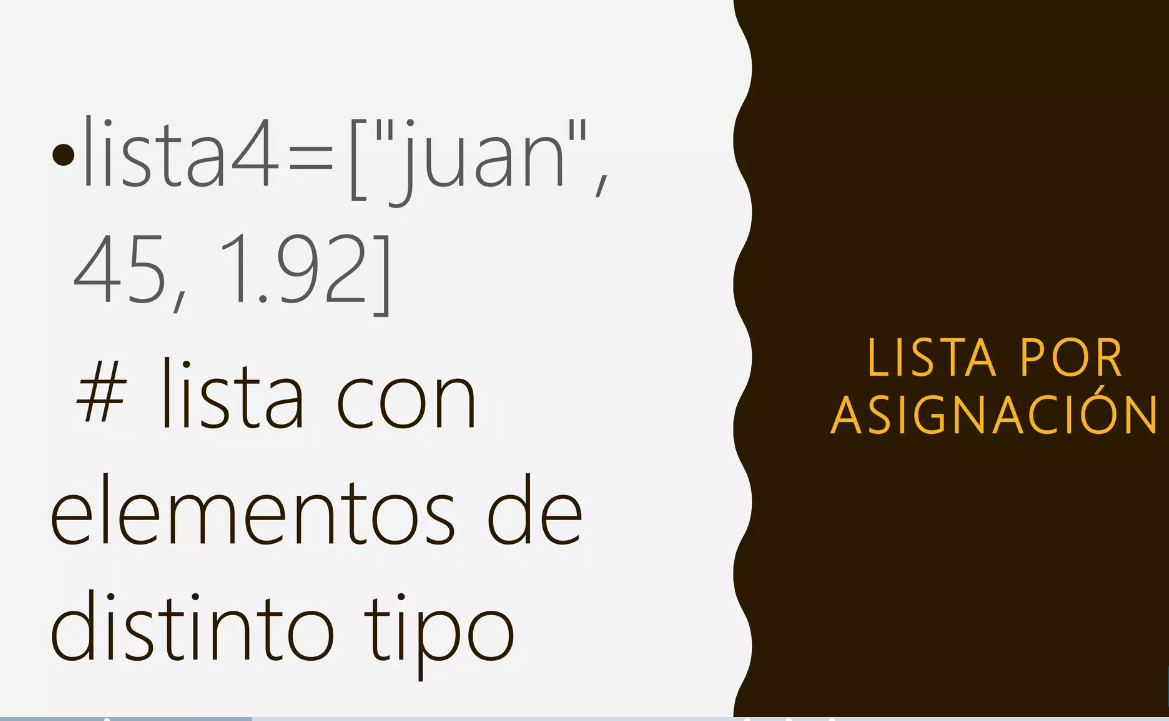 •lista4=["juan",
45, 1.92]
# lista con
elementos de
distinto tipo
LISTA POR
ASIGNACIÓN